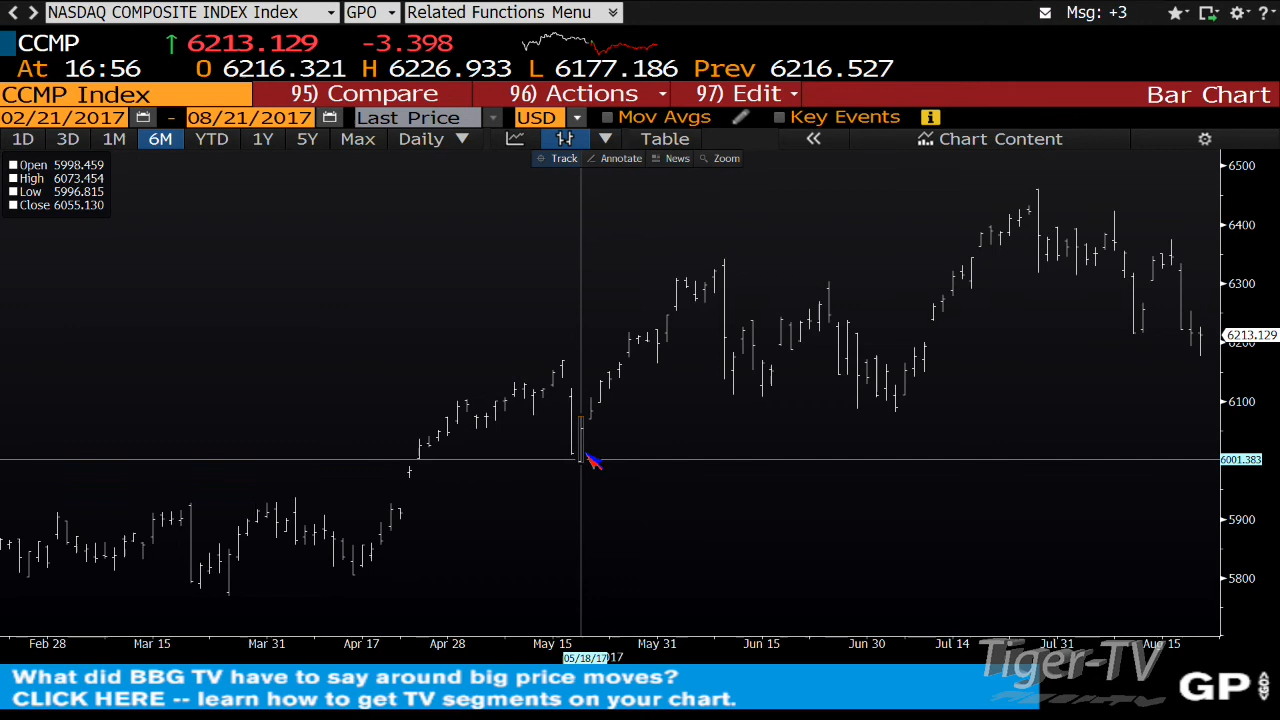 NASDAQ COMPOSITE INDEX Index GPO Related Functions Menu Msg: +3 ?
CCMP 6213.129 -3.398
At 16:56 O 6216.321 H 6226.933 L 6177.186 Prev 6216.527
CCMP Index 95) Compare 96) Actions 97) Edit Bar Chart
02/21/2017 - 08/21/2017 Last Price USD Mov Avgs Key Events i
1D 3D 1M 6M YTD 1Y 5Y Max Daily Table « Chart Content
Track Annotate News Zoom
Open 5998.459
High 6073.454
Low 5996.815
Close 6055.130
6500
6400
6300
6213.129
6200
6100
6001.383
5900
5800
Feb 28 Mar 15 Mar 31 Apr 17 Apr 28 May 15 May 31 Jun 15 Jun 30 Jul 14 Jul 31 Aug 15
05/18/17 017
Tiger-TV
What did BBG TV have to say around big price moves?
CLICK HERE -- learn how to get TV segments on your chart.
GP GO